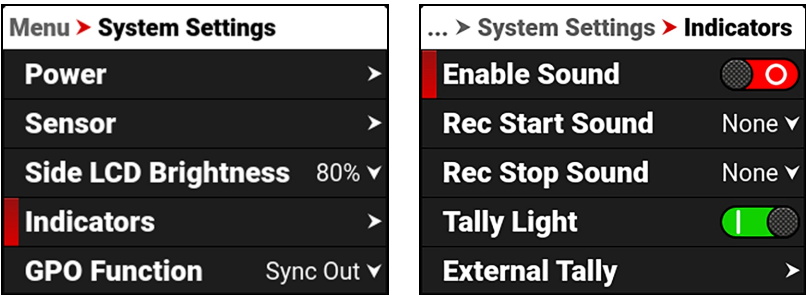 Menu > System Settings
Power
Sensor
Side LCD Brightness 80%
Indicators
GPO Function Sync Out
... > System Settings > Indicators
Enable Sound
Rec Start Sound None
Rec Stop Sound None
Tally Light
External Tally